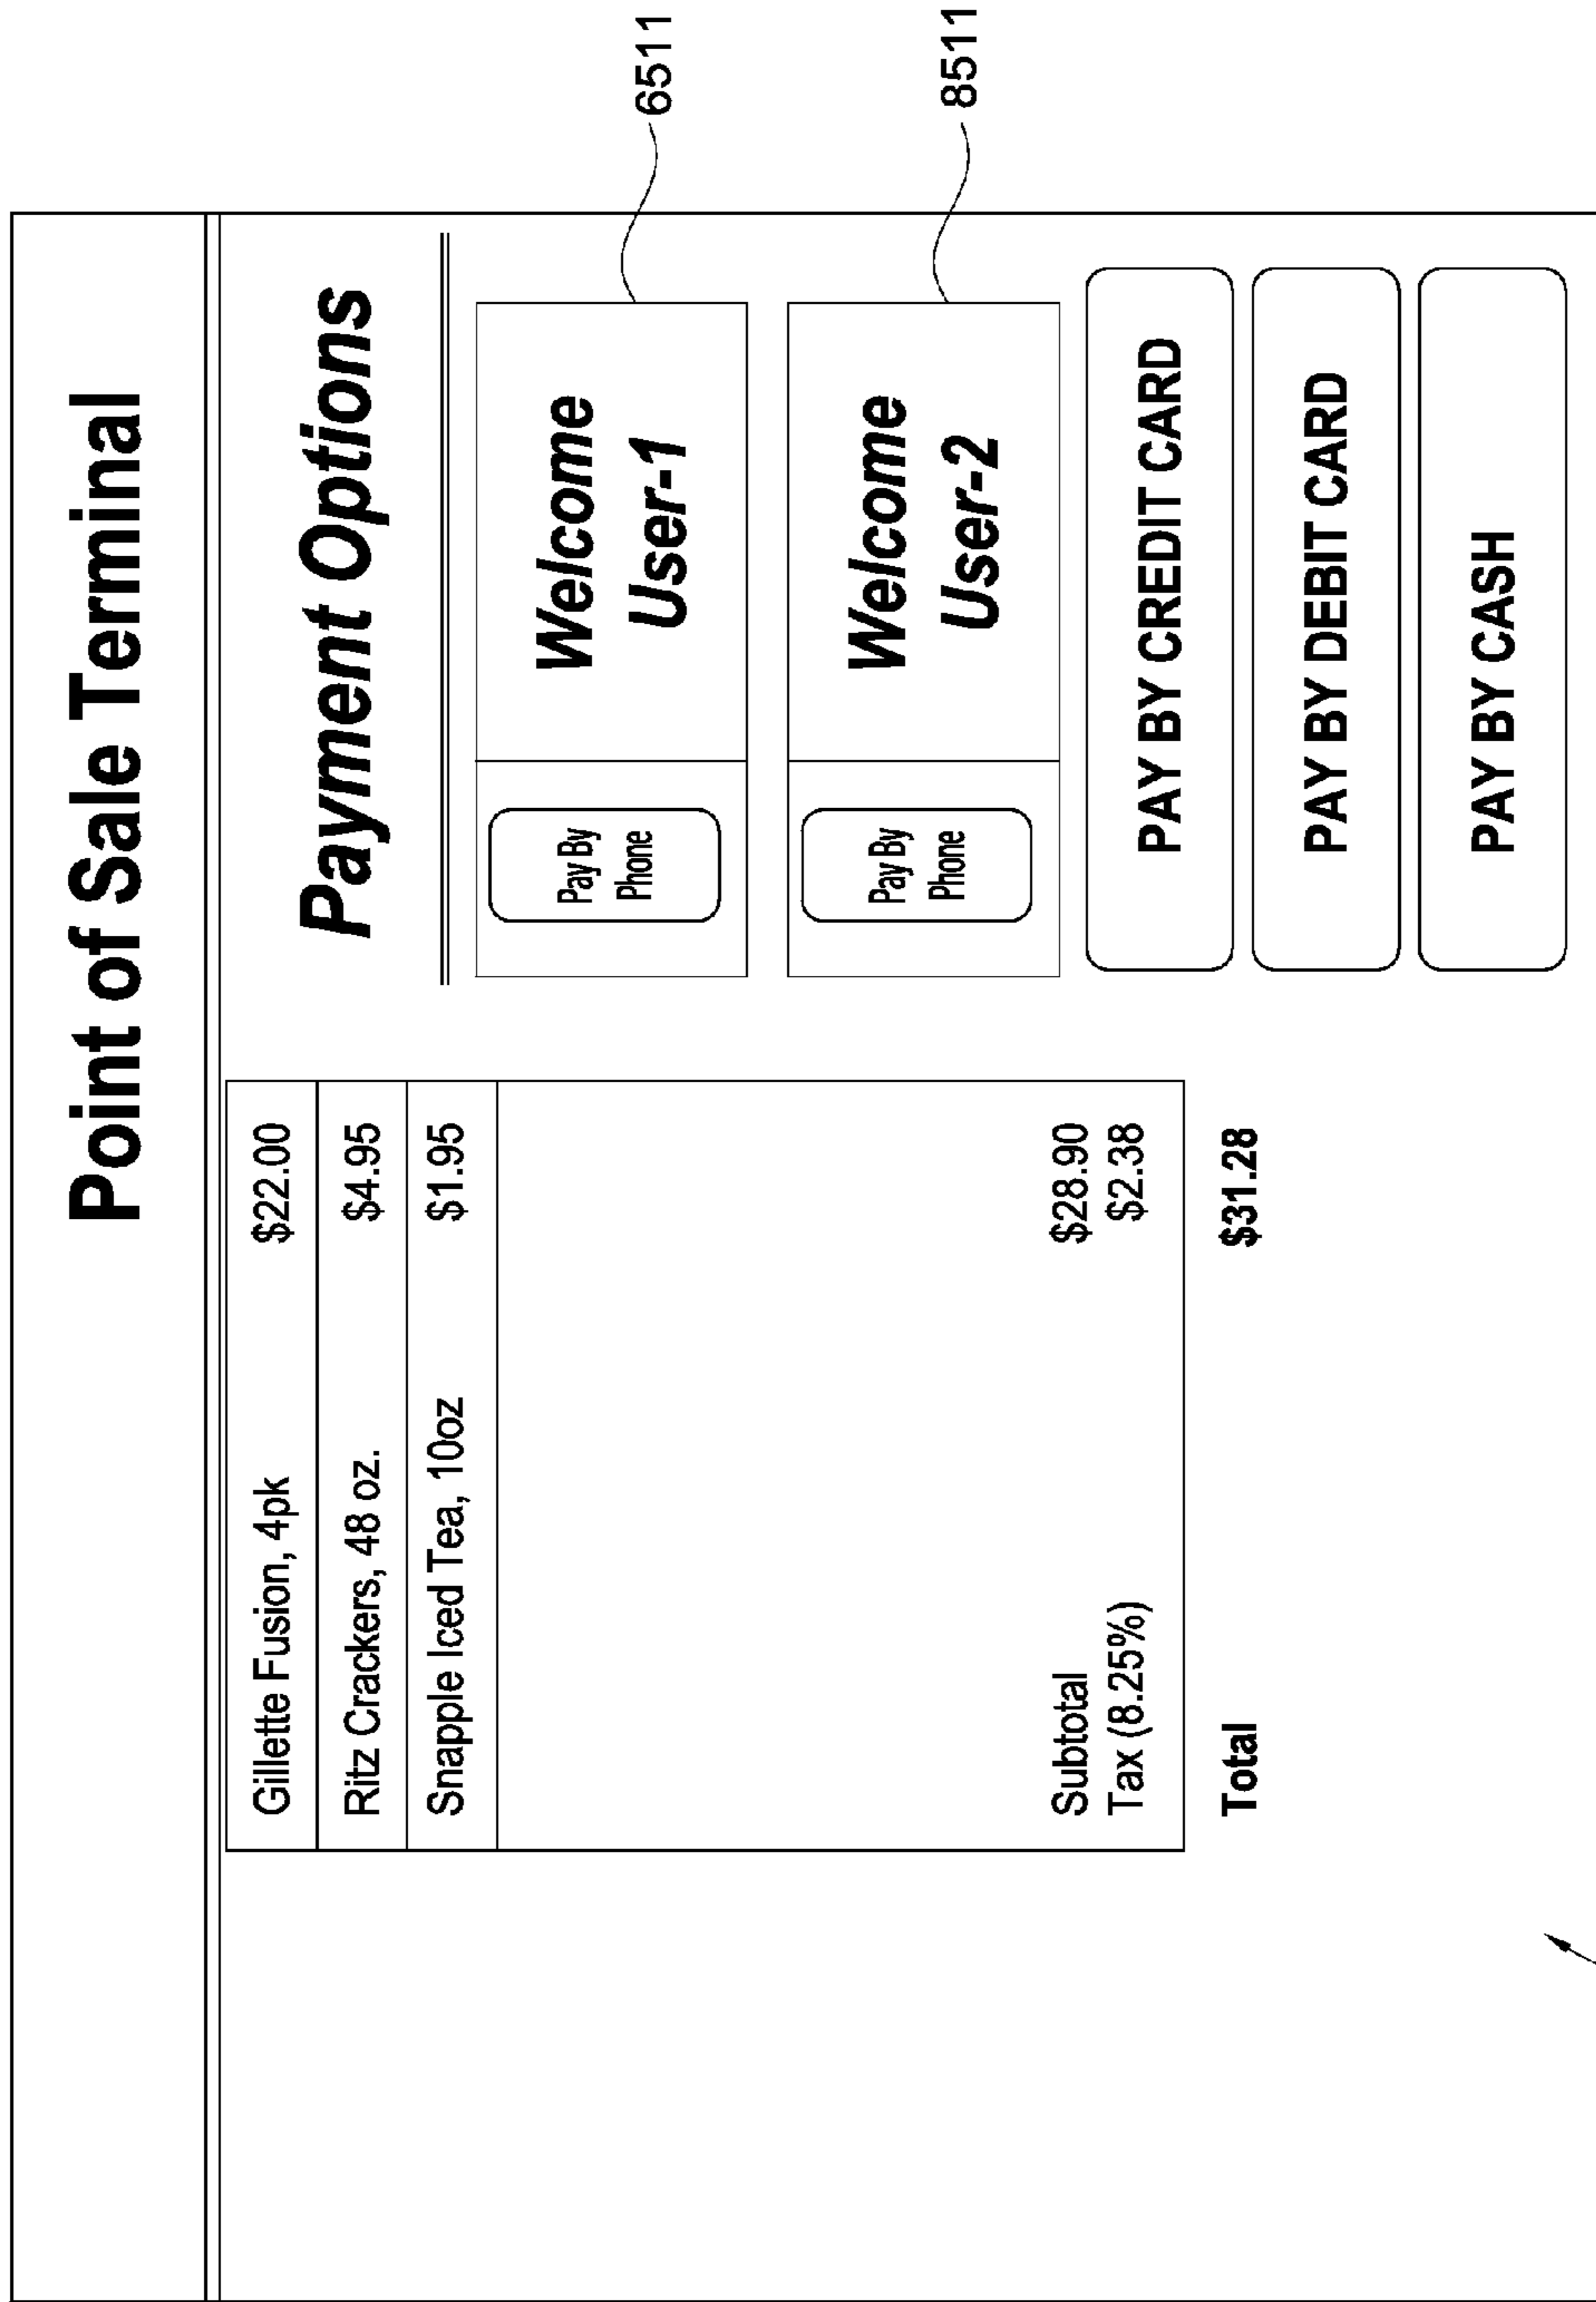 Point of Sale Terminal
Gillette Fusion, 4pk $22.00
Ritz Crackers, 48 oz. $4.95
Snapple Iced Tea, 10oz $1.95
Subtotal $28.90
Tax (8.25%) $2.38
Total $31.28
Payment Options
Pay By
Phone
Welcome
User-1
6511
Pay By
Phone
Welcome
User-2
8511
PAY BY CREDIT CARD
PAY BY DEBIT CARD
PAY BY CASH